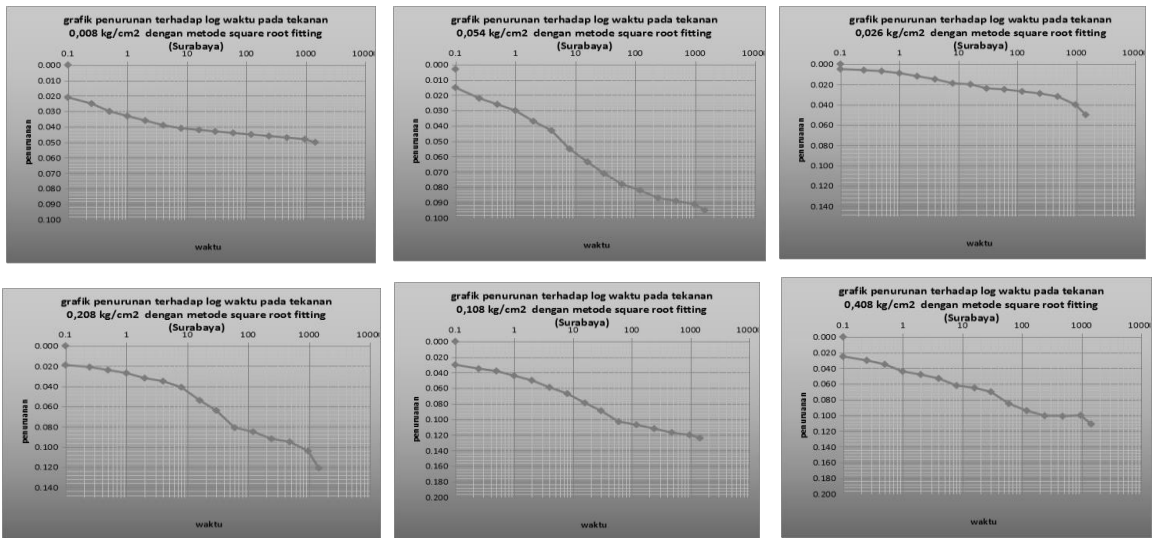 grafik penurunan terhadap log waktu pada tekanan
0,008 kg/cm2 dengan metode square root fitting
(Surabaya)
0.1 1 10 100 1000 10000
0.000
0.010
0.020
0.030
0.040
0.050
0.060
0.070
0.080
0.090
0.100
penuruanan
waktu
grafik penurunan terhadap log waktu pada tekanan
0,054 kg/cm2 dengan metode square root fitting
(Surabaya)
0.1 1 10 100 1000 10000
0.000
0.010
0.020
0.030
0.040
0.050
0.060
0.070
0.080
0.090
0.100
penuruanan
waktu
grafik penurunan terhadap log waktu pada tekanan
0,026 kg/cm2 dengan metode square root fitting
(Surabaya)
0.1 1 10 100 1000 10000
0.000
0.020
0.040
0.060
0.080
0.100
0.120
0.140
penuruanan
waktu
grafik penurunan terhadap log waktu pada tekanan
0,208 kg/cm2 dengan metode square root fitting
(Surabaya)
0.1 1 10 100 1000 10000
0.000
0.020
0.040
0.060
0.080
0.100
0.120
0.140
penuruanan
waktu
grafik penurunan terhadap log waktu pada tekanan
0,108 kg/cm2 dengan metode square root fitting
(Surabaya)
0.1 1 10 100 1000 10000
0.000
0.020
0.040
0.060
0.080
0.100
0.120
0.140
0.160
0.180
0.200
penuruanan
waktu
grafik penurunan terhadap log waktu pada tekanan
0,408 kg/cm2 dengan metode square root fitting
(Surabaya)
0.1 1 10 100 1000 10000
0.000
0.020
0.040
0.060
0.080
0.100
0.120
0.140
0.160
0.180
0.200
penuruanan
waktu